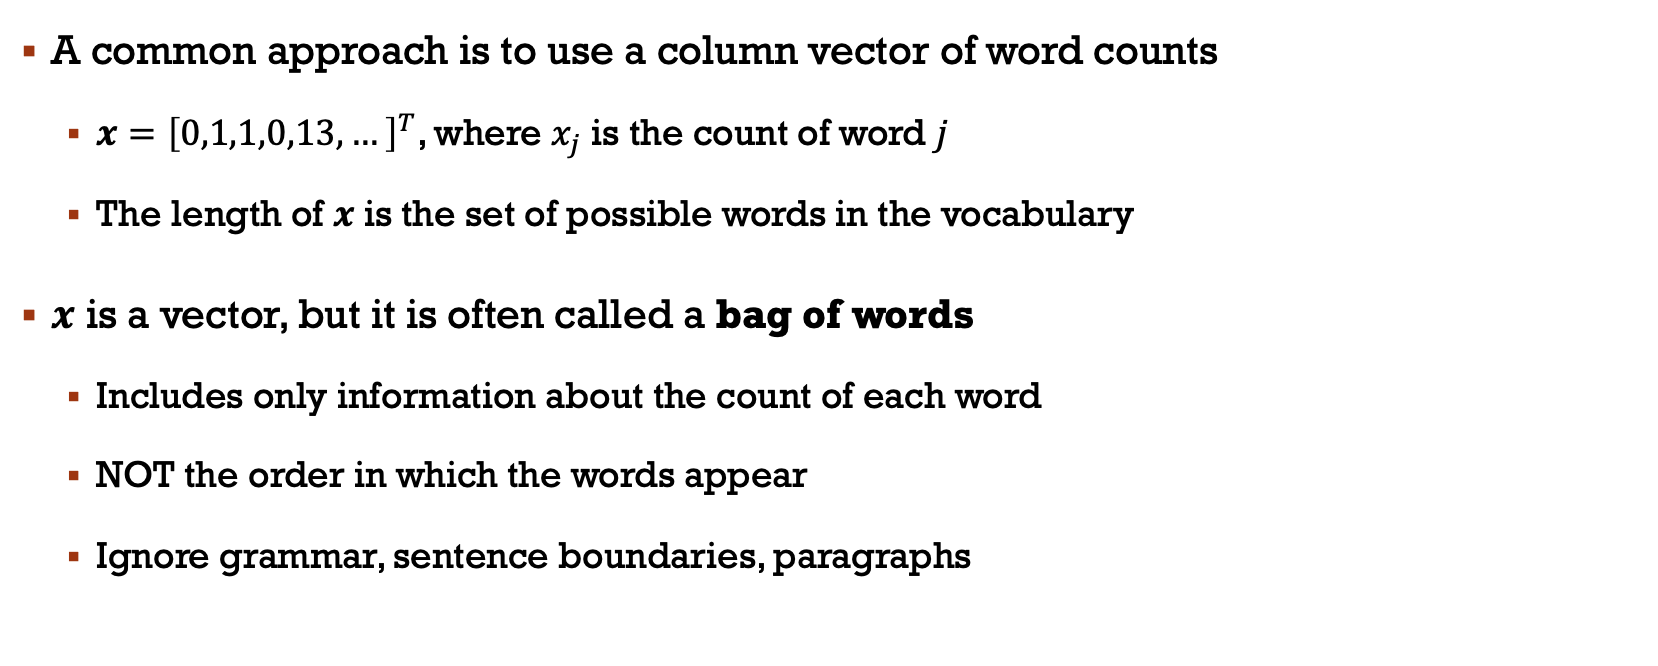 ▪ A common approach is to use a column vector of word counts
▪ x = [0,1,1,0,13, … ]ᵀ, where xⱼ is the count of word j
▪ The length of x is the set of possible words in the vocabulary
▪ x is a vector, but it is often called a bag of words
▪ Includes only information about the count of each word
▪ NOT the order in which the words appear
▪ Ignore grammar, sentence boundaries, paragraphs